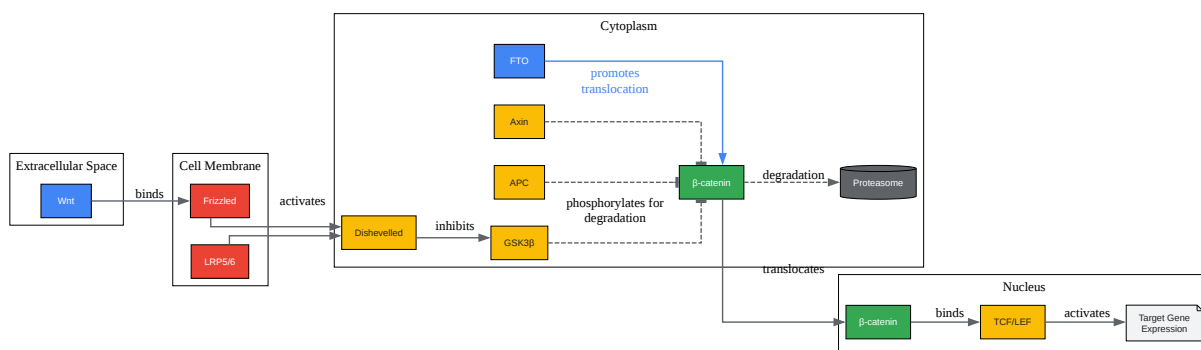 Cytoplasm
FTO
promotes
translocation
Axin
Extracellular Space
Cell Membrane
Wnt
binds
Frizzled
activates
APC
β-catenin
degradation
Proteasome
phosphorylates for
degradation
Dishevelled
inhibits
GSK3β
LRP5/6
translocates
Nucleus
β-catenin
binds
TCF/LEF
activates
Target Gene
Expression